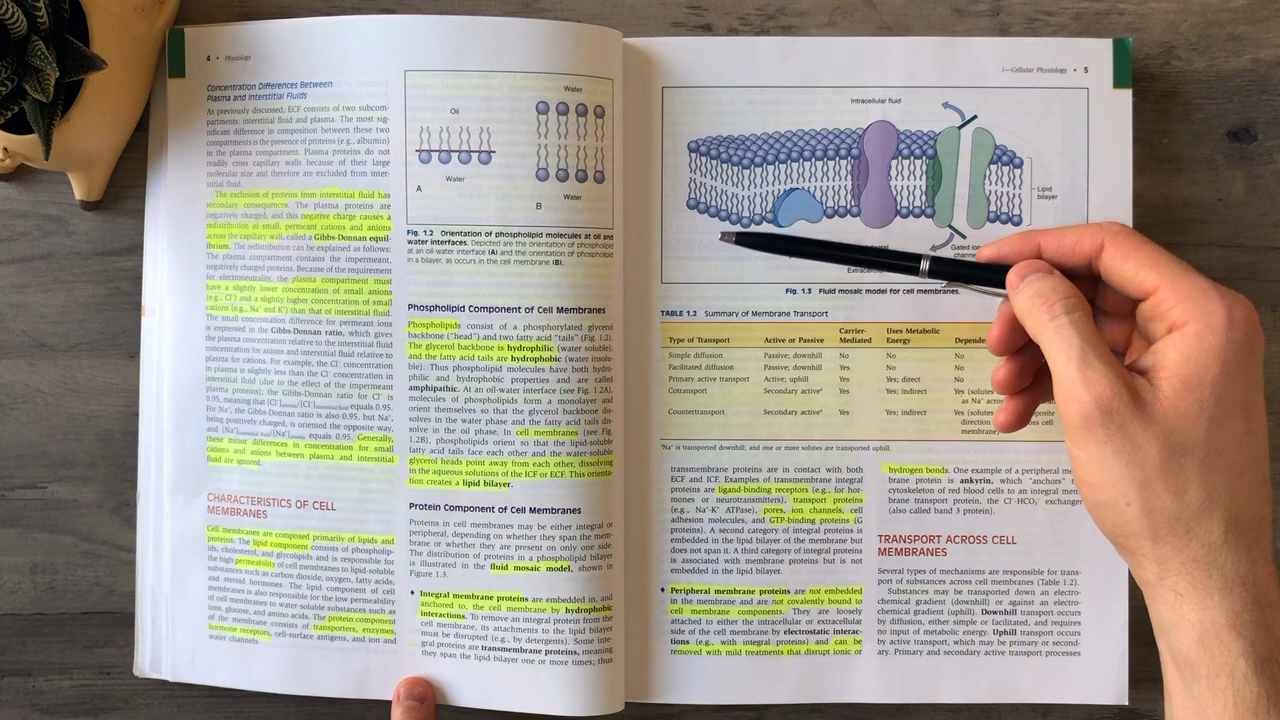 4 • Physiology
Concentration Differences Between
Plasma and Interstitial Fluids
As previously discussed, ECF consists of two subcom-
partments: interstitial fluid and plasma. The most sig-
nificant difference in composition between these two
compartments is the presence of proteins (e.g., albumin)
in the plasma compartment. Plasma proteins do not
readily cross capillary walls because of their large
molecular size and therefore are excluded from inter-
stitial fluid.
The exclusion of proteins from interstitial fluid has
secondary consequences. The plasma proteins are
negatively charged, and this negative charge causes a
redistribution of small, permeant cations and anions
across the capillary wall, called a Gibbs-Donnan equil-
ibrium. The redistribution can be explained as follows:
The plasma compartment contains the impermeant,
negatively charged proteins. Because of the requirement
for electroneutrality, the plasma compartment must
have a slightly lower concentration of small anions
(e.g., Cl⁻) and a slightly higher concentration of small
cations (e.g., Na⁺ and K⁺) than that of interstitial fluid.
The small concentration difference for permeant ions
is expressed in the Gibbs-Donnan ratio, which gives
the plasma concentration relative to the interstitial fluid
concentration for anions and interstitial fluid relative to
plasma for cations. For example, the Cl⁻ concentration
in plasma is slightly less than the Cl⁻ concentration in
interstitial fluid (due to the effect of the impermeant
plasma proteins); the Gibbs-Donnan ratio for Cl⁻ is
0.95, meaning that [Cl⁻]plasma/[Cl⁻]interstitial fluid equals 0.95.
For Na⁺, the Gibbs-Donnan ratio is also 0.95, but Na⁺,
being positively charged, is oriented the opposite way,
and [Na⁺]interstitial fluid/[Na⁺]plasma equals 0.95. Generally,
these minor differences in concentration for small
cations and anions between plasma and interstitial
fluid are ignored.
CHARACTERISTICS OF CELL
MEMBRANES
Cell membranes are composed primarily of lipids and
proteins. The lipid component consists of phospholip-
ids, cholesterol, and glycolipids and is responsible for
the high permeability of cell membranes to lipid-soluble
substances such as carbon dioxide, oxygen, fatty acids,
and steroid hormones. The lipid component of cell
membranes is also responsible for the low permeability
of cell membranes to water-soluble substances such as
ions, glucose, and amino acids. The protein component
of the membrane consists of transporters, enzymes,
hormone receptors, cell-surface antigens, and ion and
water channels.
Oil
Water
A
Water
Water
B
Fig. 1.2 Orientation of phospholipid molecules at oil and
water interfaces. Depicted are the orientation of phospholipid
at an oil-water interface (A) and the orientation of phospholipid
in a bilayer, as occurs in the cell membrane (B).
Phospholipid Component of Cell Membranes
Phospholipids consist of a phosphorylated glycerol
backbone ("head") and two fatty acid "tails" (Fig. 1.2).
The glycerol backbone is hydrophilic (water soluble),
and the fatty acid tails are hydrophobic (water insolu-
ble). Thus phospholipid molecules have both hydro-
philic and hydrophobic properties and are called
amphipathic. At an oil-water interface (see Fig. 1.2A),
molecules of phospholipids form a monolayer and
orient themselves so that the glycerol backbone dis-
solves in the water phase and the fatty acid tails dis-
solve in the oil phase. In cell membranes (see Fig.
1.2B), phospholipids orient so that the lipid-soluble
fatty acid tails face each other and the water-soluble
glycerol heads point away from each other, dissolving
in the aqueous solutions of the ICF or ECF. This orienta-
tion creates a lipid bilayer.
Protein Component of Cell Membranes
Proteins in cell membranes may be either integral or
peripheral, depending on whether they span the mem-
brane or whether they are present on only one side.
The distribution of proteins in a phospholipid bilayer
is illustrated in the fluid mosaic model, shown in
Figure 1.3.
♦ Integral membrane proteins are embedded in, and
anchored to, the cell membrane by hydrophobic
interactions. To remove an integral protein from the
cell membrane, its attachments to the lipid bilayer
must be disrupted (e.g., by detergents). Some inte-
gral proteins are transmembrane proteins, meaning
they span the lipid bilayer one or more times; thus
1—Cellular Physiology • 5
Intracellular fluid
Lipid
bilayer
Gated ion
Fig. 1.3 Fluid mosaic model for cell membranes.
TABLE 1.2 Summary of Membrane Transport
Type of Transport Active or Passive Carrier-Mediated Uses Metabolic Energy
Simple diffusion Passive; downhill No No No
Facilitated diffusion Passive; downhill Yes No No
Primary active transport Active; uphill Yes Yes; direct No
Cotransport Secondary activeᵃ Yes Yes; indirect Yes (solutes
as Na⁺
Countertransport Secondary activeᵃ Yes Yes; indirect Yes (solutes
direction cell
ᵃNa⁺ is transported downhill, and one or more solutes are transported uphill.
transmembrane proteins are in contact with both
ECF and ICF. Examples of transmembrane integral
proteins are ligand-binding receptors (e.g., for hor-
mones or neurotransmitters), transport proteins
(e.g., Na⁺-K⁺ ATPase), pores, ion channels, cell
adhesion molecules, and GTP-binding proteins (G
proteins). A second category of integral proteins is
embedded in the lipid bilayer of the membrane but
does not span it. A third category of integral proteins
is associated with membrane proteins but is not
embedded in the lipid bilayer.
♦ Peripheral membrane proteins are not embedded
in the membrane and are not covalently bound to
cell membrane components. They are loosely
attached to either the intracellular or extracellular
side of the cell membrane by electrostatic interac-
tions (e.g., with integral proteins) and can be
removed with mild treatments that disrupt ionic or
hydrogen bonds. One example of a peripheral
brane protein is ankyrin, which "anchors"
cytoskeleton of red blood cells to an integral
brane transport protein, the Cl⁻-HCO₃⁻ exchanger
(also called band 3 protein).
TRANSPORT ACROSS CELL
MEMBRANES
Several types of mechanisms are responsible for trans-
port of substances across cell membranes (Table 1.2).
Substances may be transported down an electro-
chemical gradient (downhill) or against an electro-
chemical gradient (uphill). Downhill transport occurs
by diffusion, either simple or facilitated, and requires
no input of metabolic energy. Uphill transport occurs
by active transport, which may be primary or second-
ary. Primary and secondary active transport processes